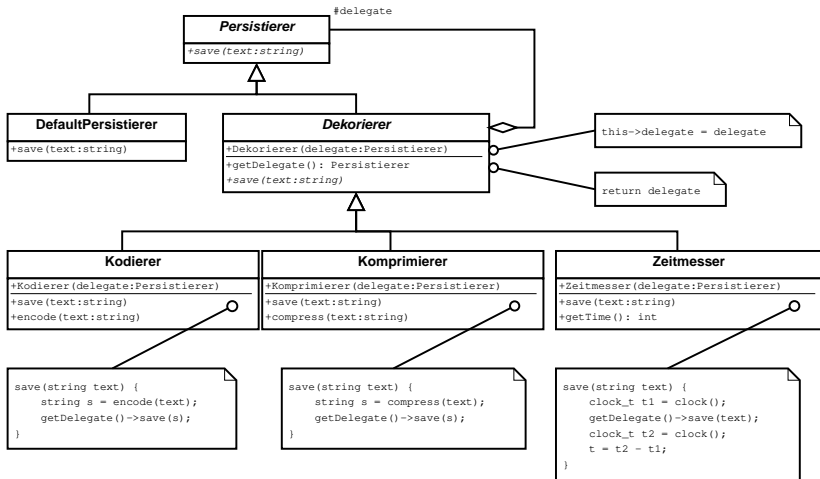 #delegate
Persistierer
+save(text:string)
DefaultPersistierer
+save(text:string)
Dekorierer
+Dekorierer(delegate:Persistierer)
+getDelegate(): Persistierer
+save(text:string)
this->delegate = delegate
return delegate
Kodierer
+Kodierer(delegate:Persistierer)
+save(text:string)
+encode(text:string)
Komprimierer
+Komprimierer(delegate:Persistierer)
+save(text:string)
+compress(text:string)
Zeitmesser
+Zeitmesser(delegate:Persistierer)
+save(text:string)
+getTime(): int
save(string text) {
string s = encode(text);
getDelegate()->save(s);
}
save(string text) {
string s = compress(text);
getDelegate()->save(s);
}
save(string text) {
clock_t t1 = clock();
getDelegate()->save(text);
clock_t t2 = clock();
t = t2 - t1;
}